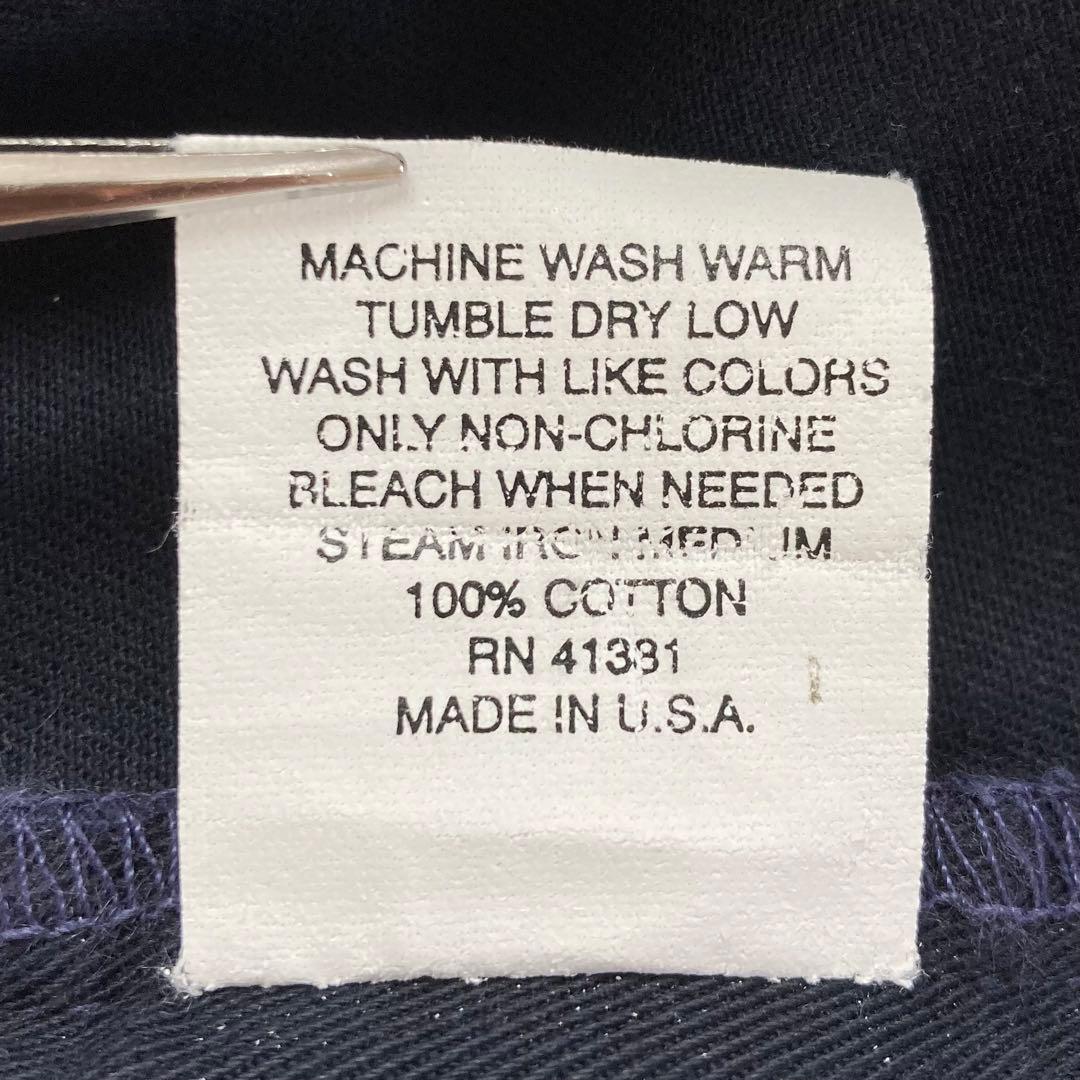 MACHINE WASH WARM
TUMBLE DRY LOW
WASH WITH LIKE COLORS
ONLY NON-CHLORINE
BLEACH WHEN NEEDED
STEAM IRON MEDIUM
100% COTTON
RN 41381
MADE IN U.S.A.